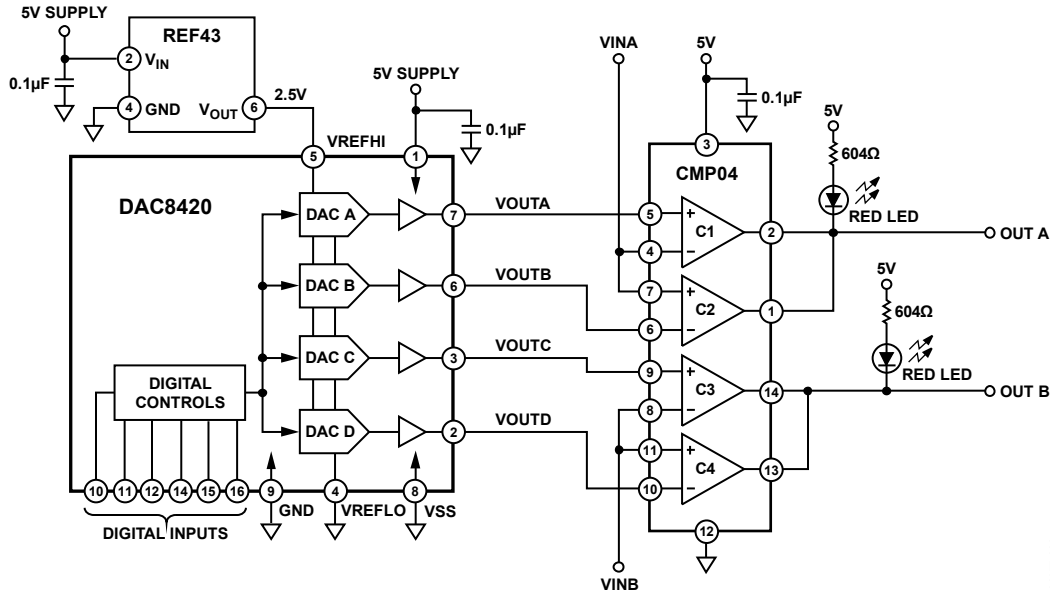 5V SUPPLY
REF43
2
VIN
0.1µF
4
GND
VOUT
6
2.5V
5
VREFHI
5V SUPPLY
0.1µF
1
DAC8420
DAC A
7
VOUTA
DAC B
6
VOUTB
DAC C
3
VOUTC
DAC D
2
VOUTD
DIGITAL
CONTROLS
10
11
12
14
15
16
9
GND
4
VREFLO
8
VSS
DIGITAL INPUTS
VINA
5V
0.1µF
3
CMP04
5
+
4
−
C1
2
7
+
6
−
C2
1
9
+
8
−
C3
14
11
+
10
−
C4
13
12
VINB
5V
604Ω
RED LED
OUT A
5V
604Ω
RED LED
OUT B